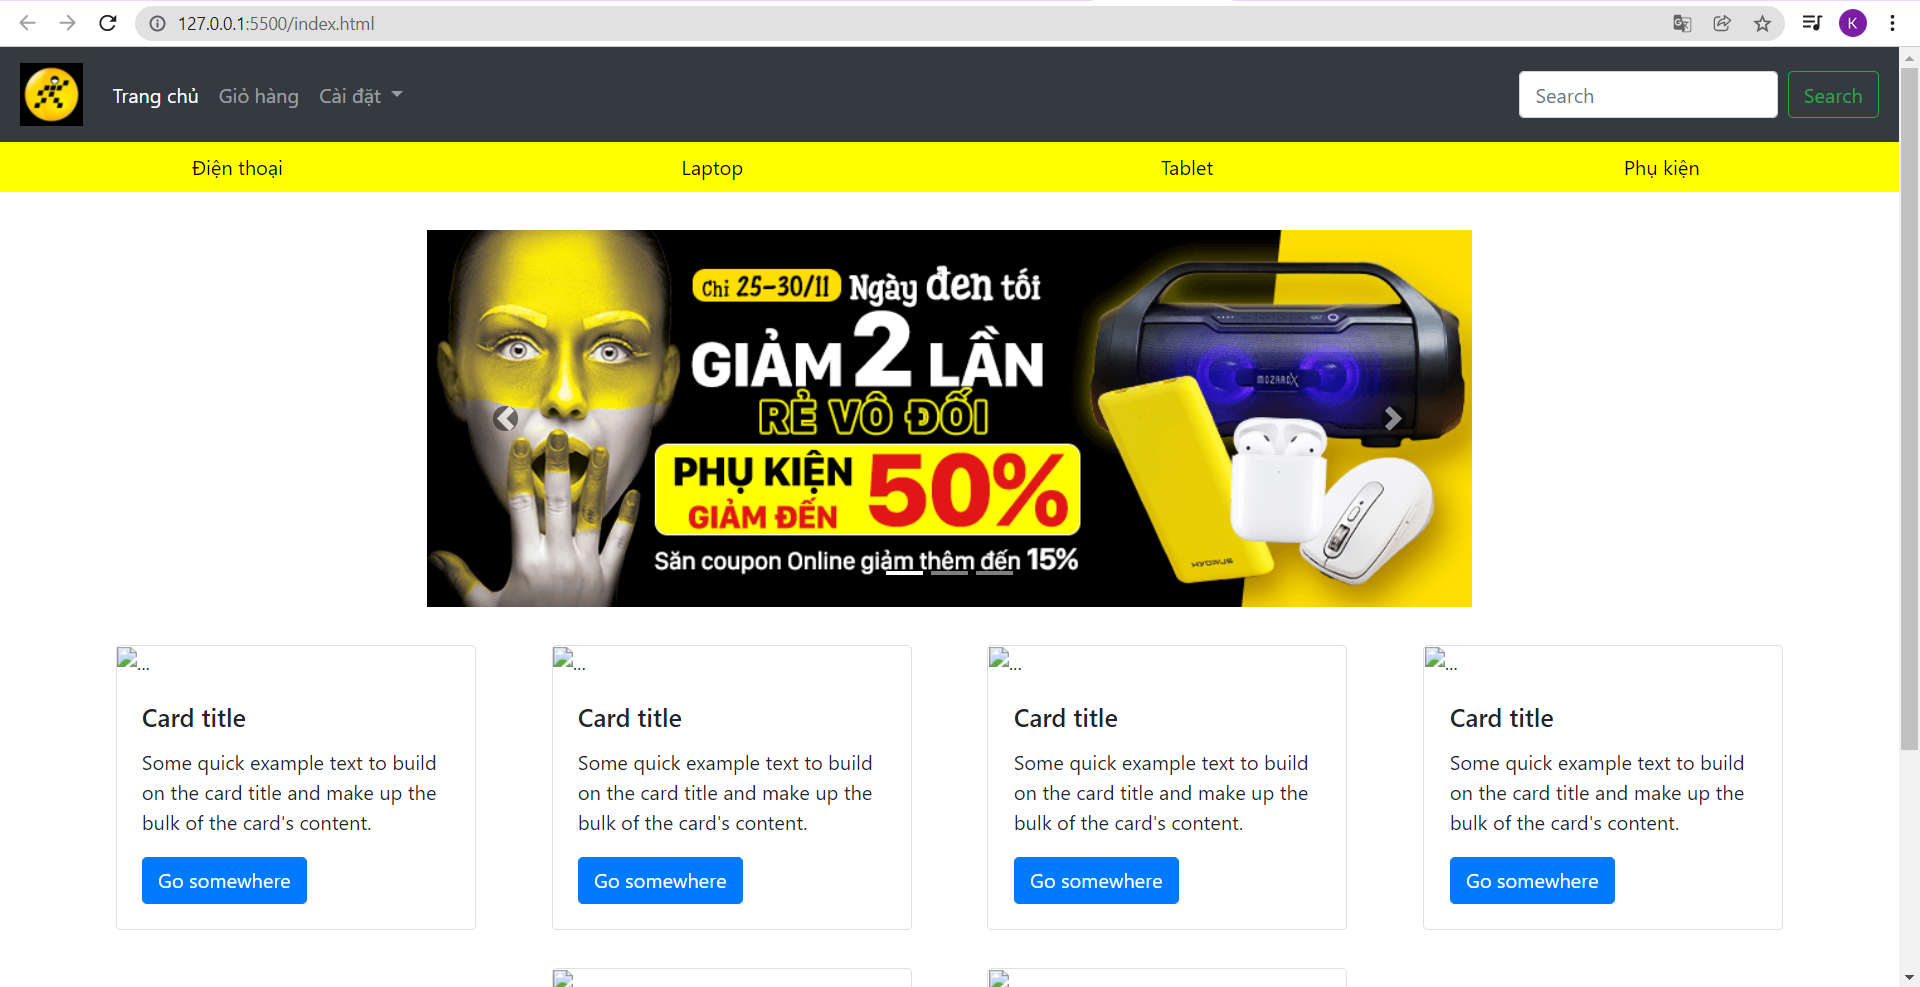 127.0.0.1:5500/index.html
K
Trang chủ Giỏ hàng Cài đặt Search Search
Điện thoại Laptop Tablet Phụ kiện
Chỉ 25-30/11 Ngày đen tối
GIẢM 2 LẦN
RẺ VÔ ĐỐI
PHỤ KIỆN
GIẢM ĐẾN 50%
Săn coupon Online giảm thêm đến 15%
MOZARDX
HYDRUS
... ... ... ...
Card title Card title Card title Card title
Some quick example text to build Some quick example text to build Some quick example text to build Some quick example text to build
on the card title and make up the on the card title and make up the on the card title and make up the on the card title and make up the
bulk of the card's content. bulk of the card's content. bulk of the card's content. bulk of the card's content.
Go somewhere Go somewhere Go somewhere Go somewhere